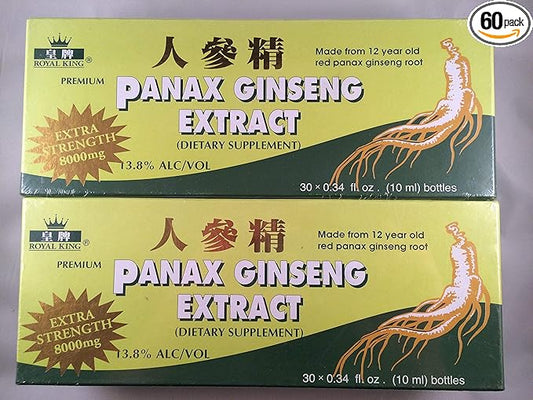 60pack
皇牌
ROYAL KING®
PREMIUM
人參精
Made from 12 year old
red panax ginseng root
PANAX GINSENG
EXTRACT
(DIETARY SUPPLEMENT)
EXTRA
STRENGTH
8000mg
13.8% ALC/VOL
30 x 0.34 fl. oz. (10 ml) bottles
皇牌
ROYAL KING®
PREMIUM
人參精
Made from 12 year old
red panax ginseng root
PANAX GINSENG
EXTRACT
(DIETARY SUPPLEMENT)
EXTRA
STRENGTH
8000mg
13.8% ALC/VOL
30 x 0.34 fl. oz. (10 ml) bottles